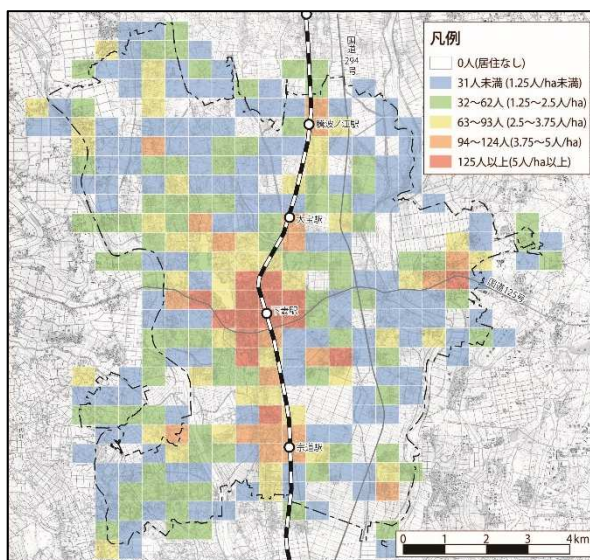 凡例
0人(居住なし)
31人未満 (1.25人/ha未満)
32～62人 (1.25～2.5人/ha)
63～93人 (2.5～3.75人/ha)
94～124人(3.75～5人/ha)
125人以上(5人/ha以上)
国道
294
号
騰波ノ江駅
大宝駅
下妻駅
国道125号
宗道駅
0 1 2 3 4km